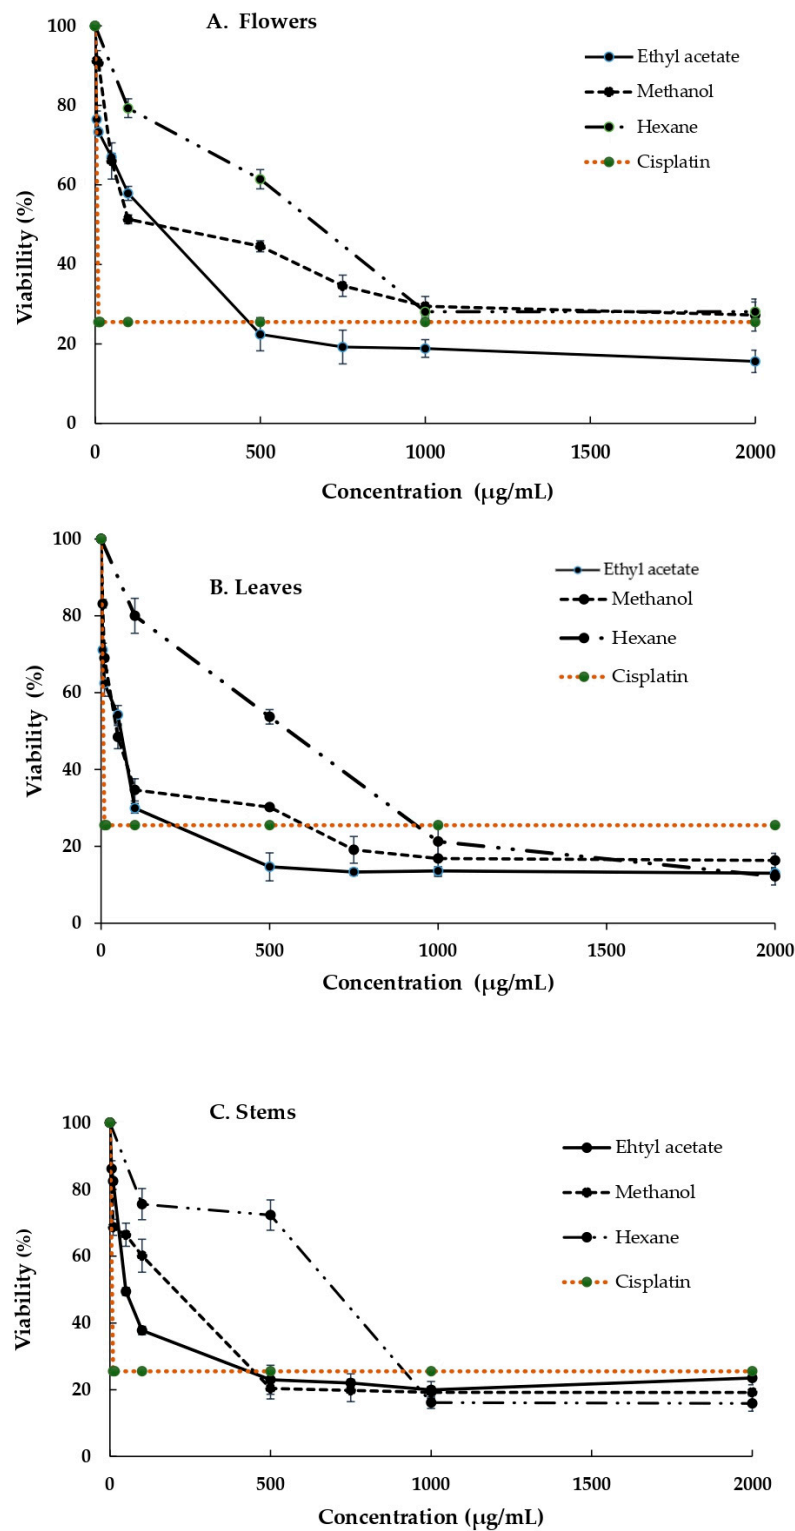 A. Flowers
100
80
60
40
20
0
Viabillity (%)
Ethyl acetate
Methanol
Hexane
Cisplatin
0 500 1000 1500 2000
Concentration (µg/mL)
B. Leaves
100
80
60
40
20
0
Viability (%)
Ethyl acetate
Methanol
Hexane
Cisplatin
0 500 1000 1500 2000
Concentration (µg/mL)
C. Stems
100
80
60
40
20
0
Viability (%)
Ehtyl acetate
Methanol
Hexane
Cisplatin
0 500 1000 1500 2000
Concentration (µg/mL)